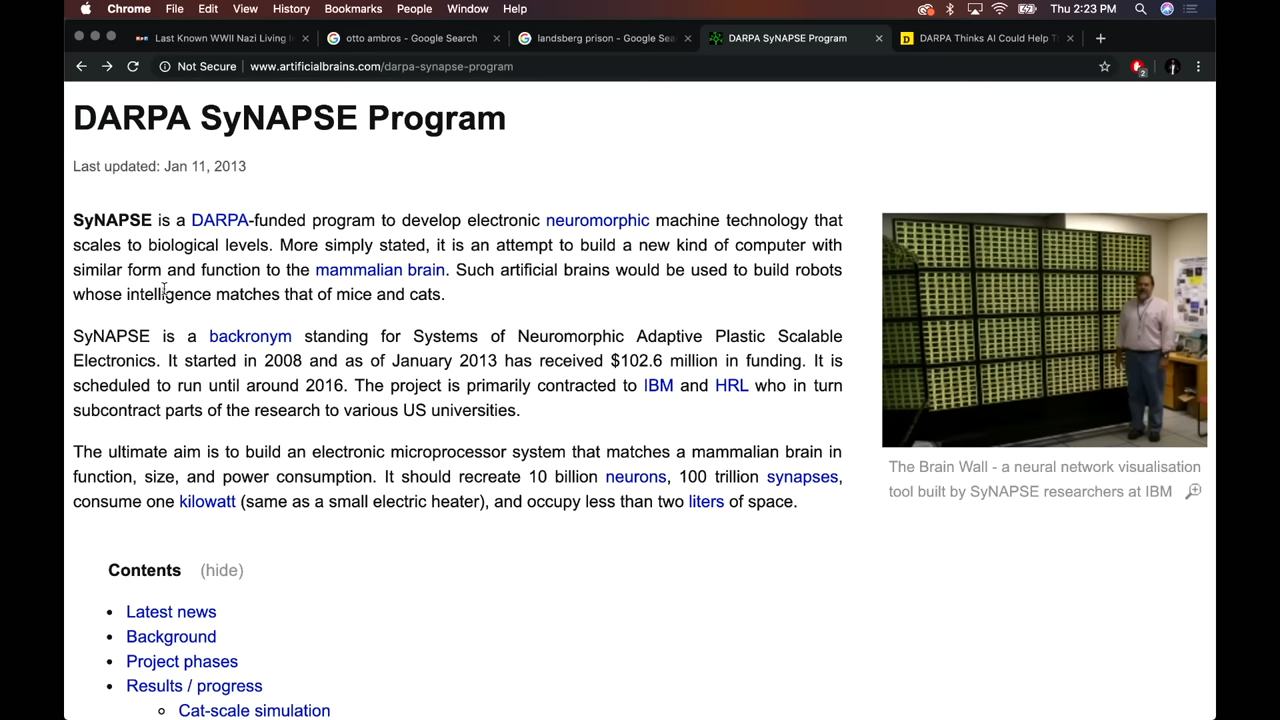 Chrome File Edit View History Bookmarks People Window Help Thu 2:23 PM
Last Known WWII Nazi Living otto ambros - Google Search landsberg prison - Google Sea DARPA SyNAPSE Program DARPA Thinks AI Could Help
Not Secure www.artificialbrains.com/darpa-synapse-program 2
DARPA SyNAPSE Program
Last updated: Jan 11, 2013
SyNAPSE is a DARPA-funded program to develop electronic neuromorphic machine technology that
scales to biological levels. More simply stated, it is an attempt to build a new kind of computer with
similar form and function to the mammalian brain. Such artificial brains would be used to build robots
whose intelligence matches that of mice and cats.
SyNAPSE is a backronym standing for Systems of Neuromorphic Adaptive Plastic Scalable
Electronics. It started in 2008 and as of January 2013 has received $102.6 million in funding. It is
scheduled to run until around 2016. The project is primarily contracted to IBM and HRL who in turn
subcontract parts of the research to various US universities.
The ultimate aim is to build an electronic microprocessor system that matches a mammalian brain in
function, size, and power consumption. It should recreate 10 billion neurons, 100 trillion synapses,
consume one kilowatt (same as a small electric heater), and occupy less than two liters of space.
The Brain Wall - a neural network visualisation
tool built by SyNAPSE researchers at IBM
Contents (hide)
Latest news
Background
Project phases
Results / progress
Cat-scale simulation